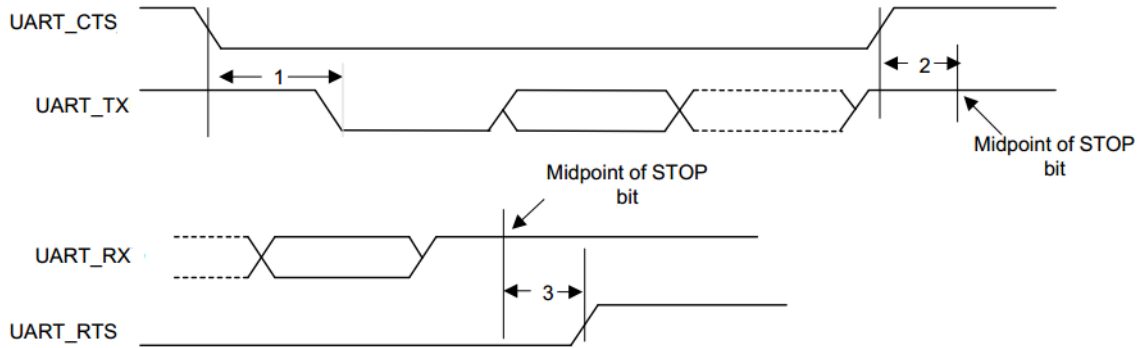 UART_CTS
1
2
UART_TX
Midpoint of STOP
bit
Midpoint of STOP
bit
UART_RX
3
UART_RTS